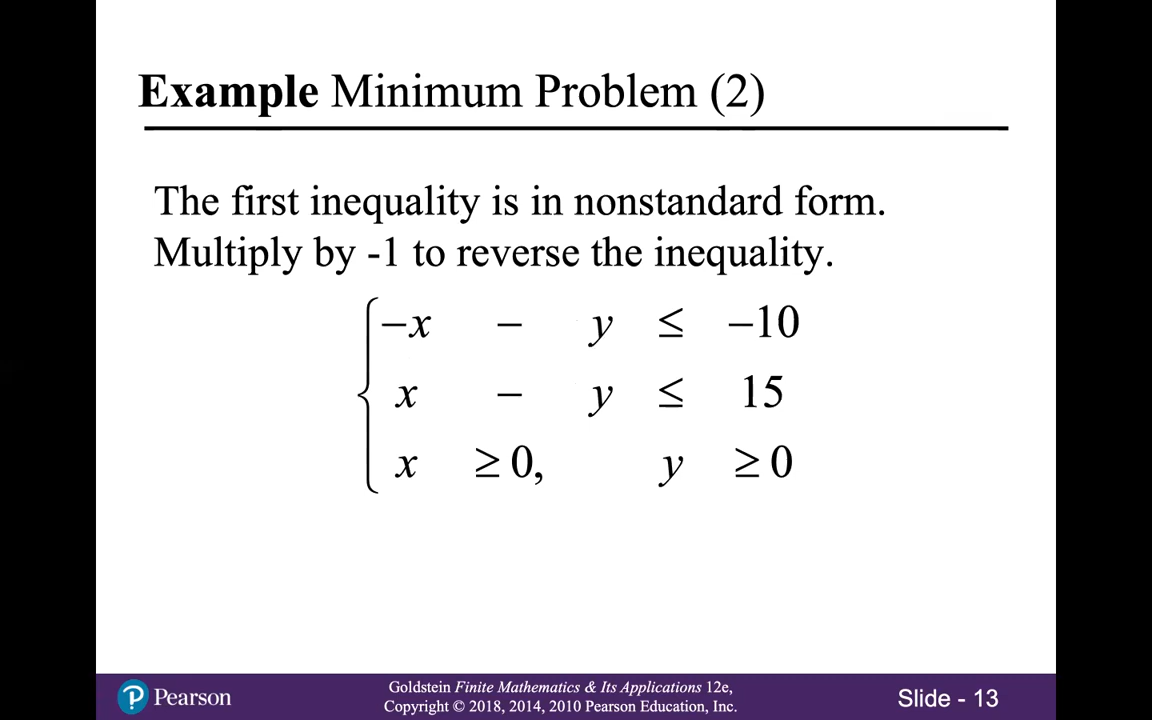 Example Minimum Problem (2)
The first inequality is in nonstandard form.
Multiply by -1 to reverse the inequality.
−x − y ≤ −10
x − y ≤ 15
x ≥ 0, y ≥ 0
Pearson
Goldstein Finite Mathematics & Its Applications 12e,
Copyright © 2018, 2014, 2010 Pearson Education, Inc.
Slide - 13